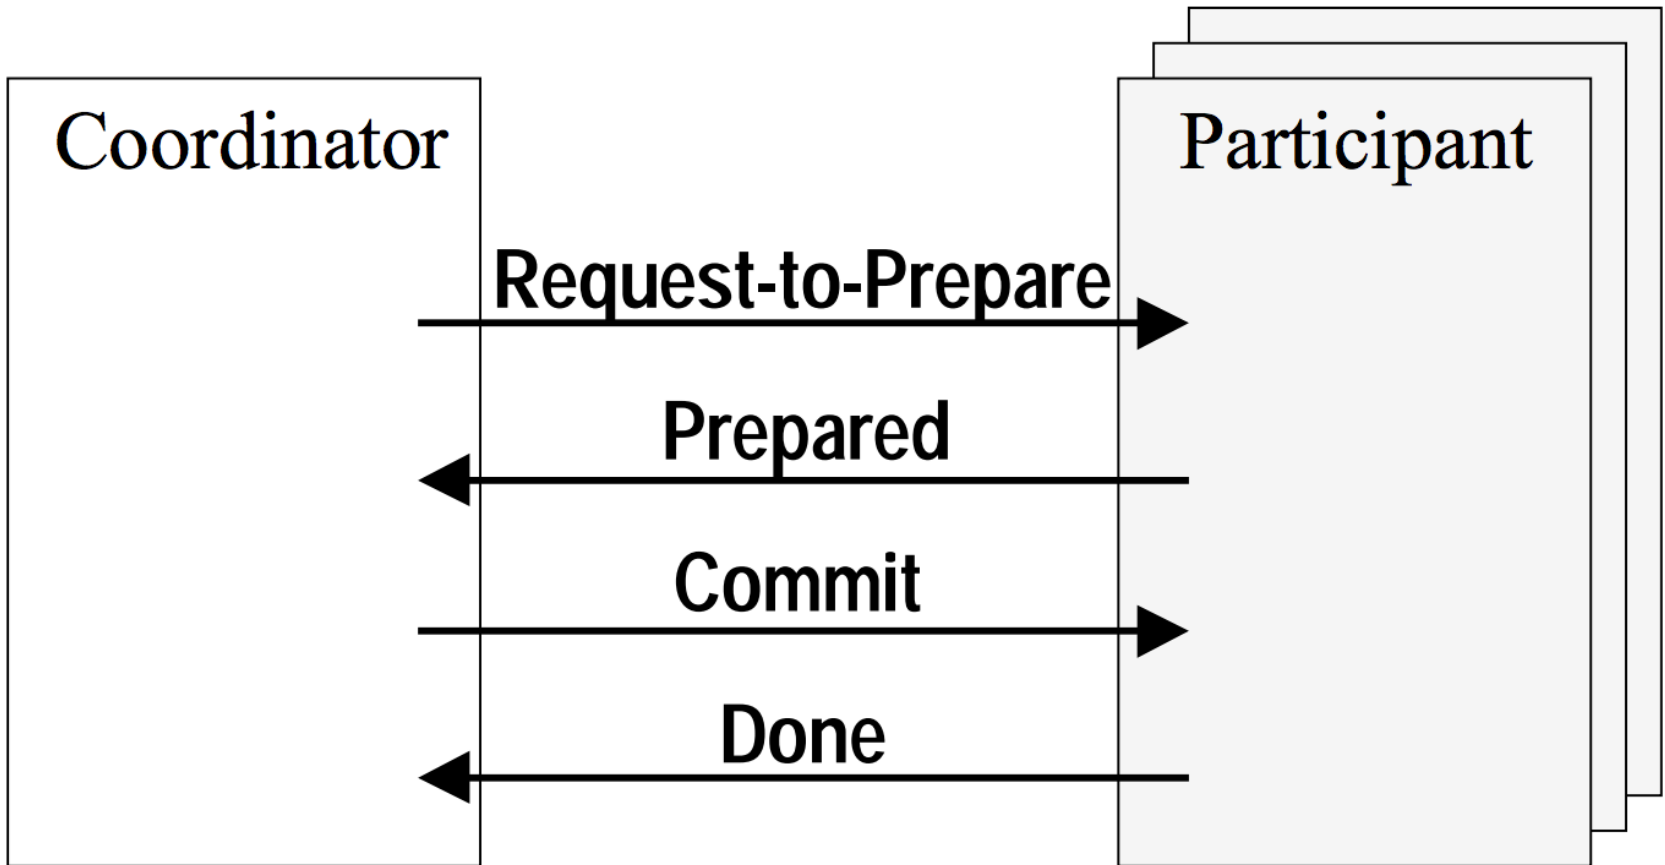 Coordinator
Participant
Request-to-Prepare
Prepared
Commit
Done